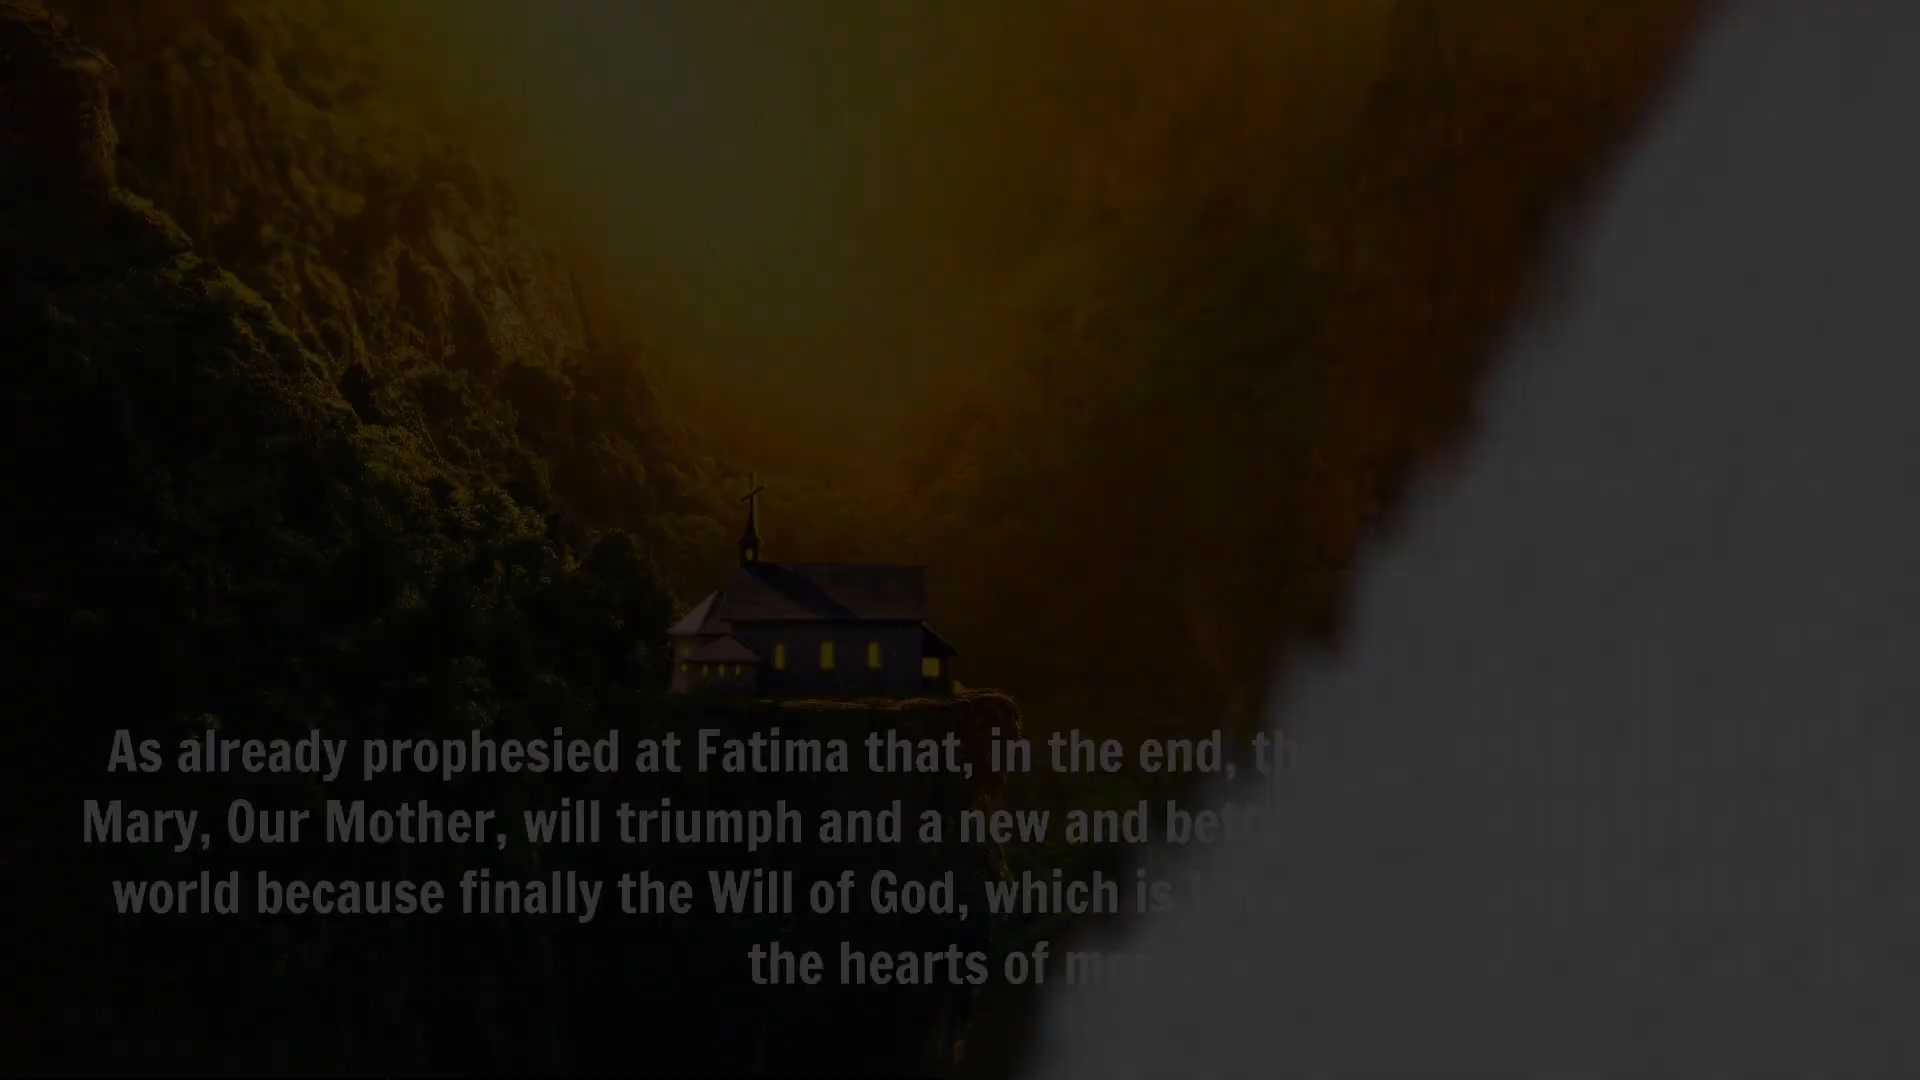 As already prophesied at Fatima that, in the end,
Mary, Our Mother, will triumph and a new and
world because finally the Will of God, which is
the hearts of